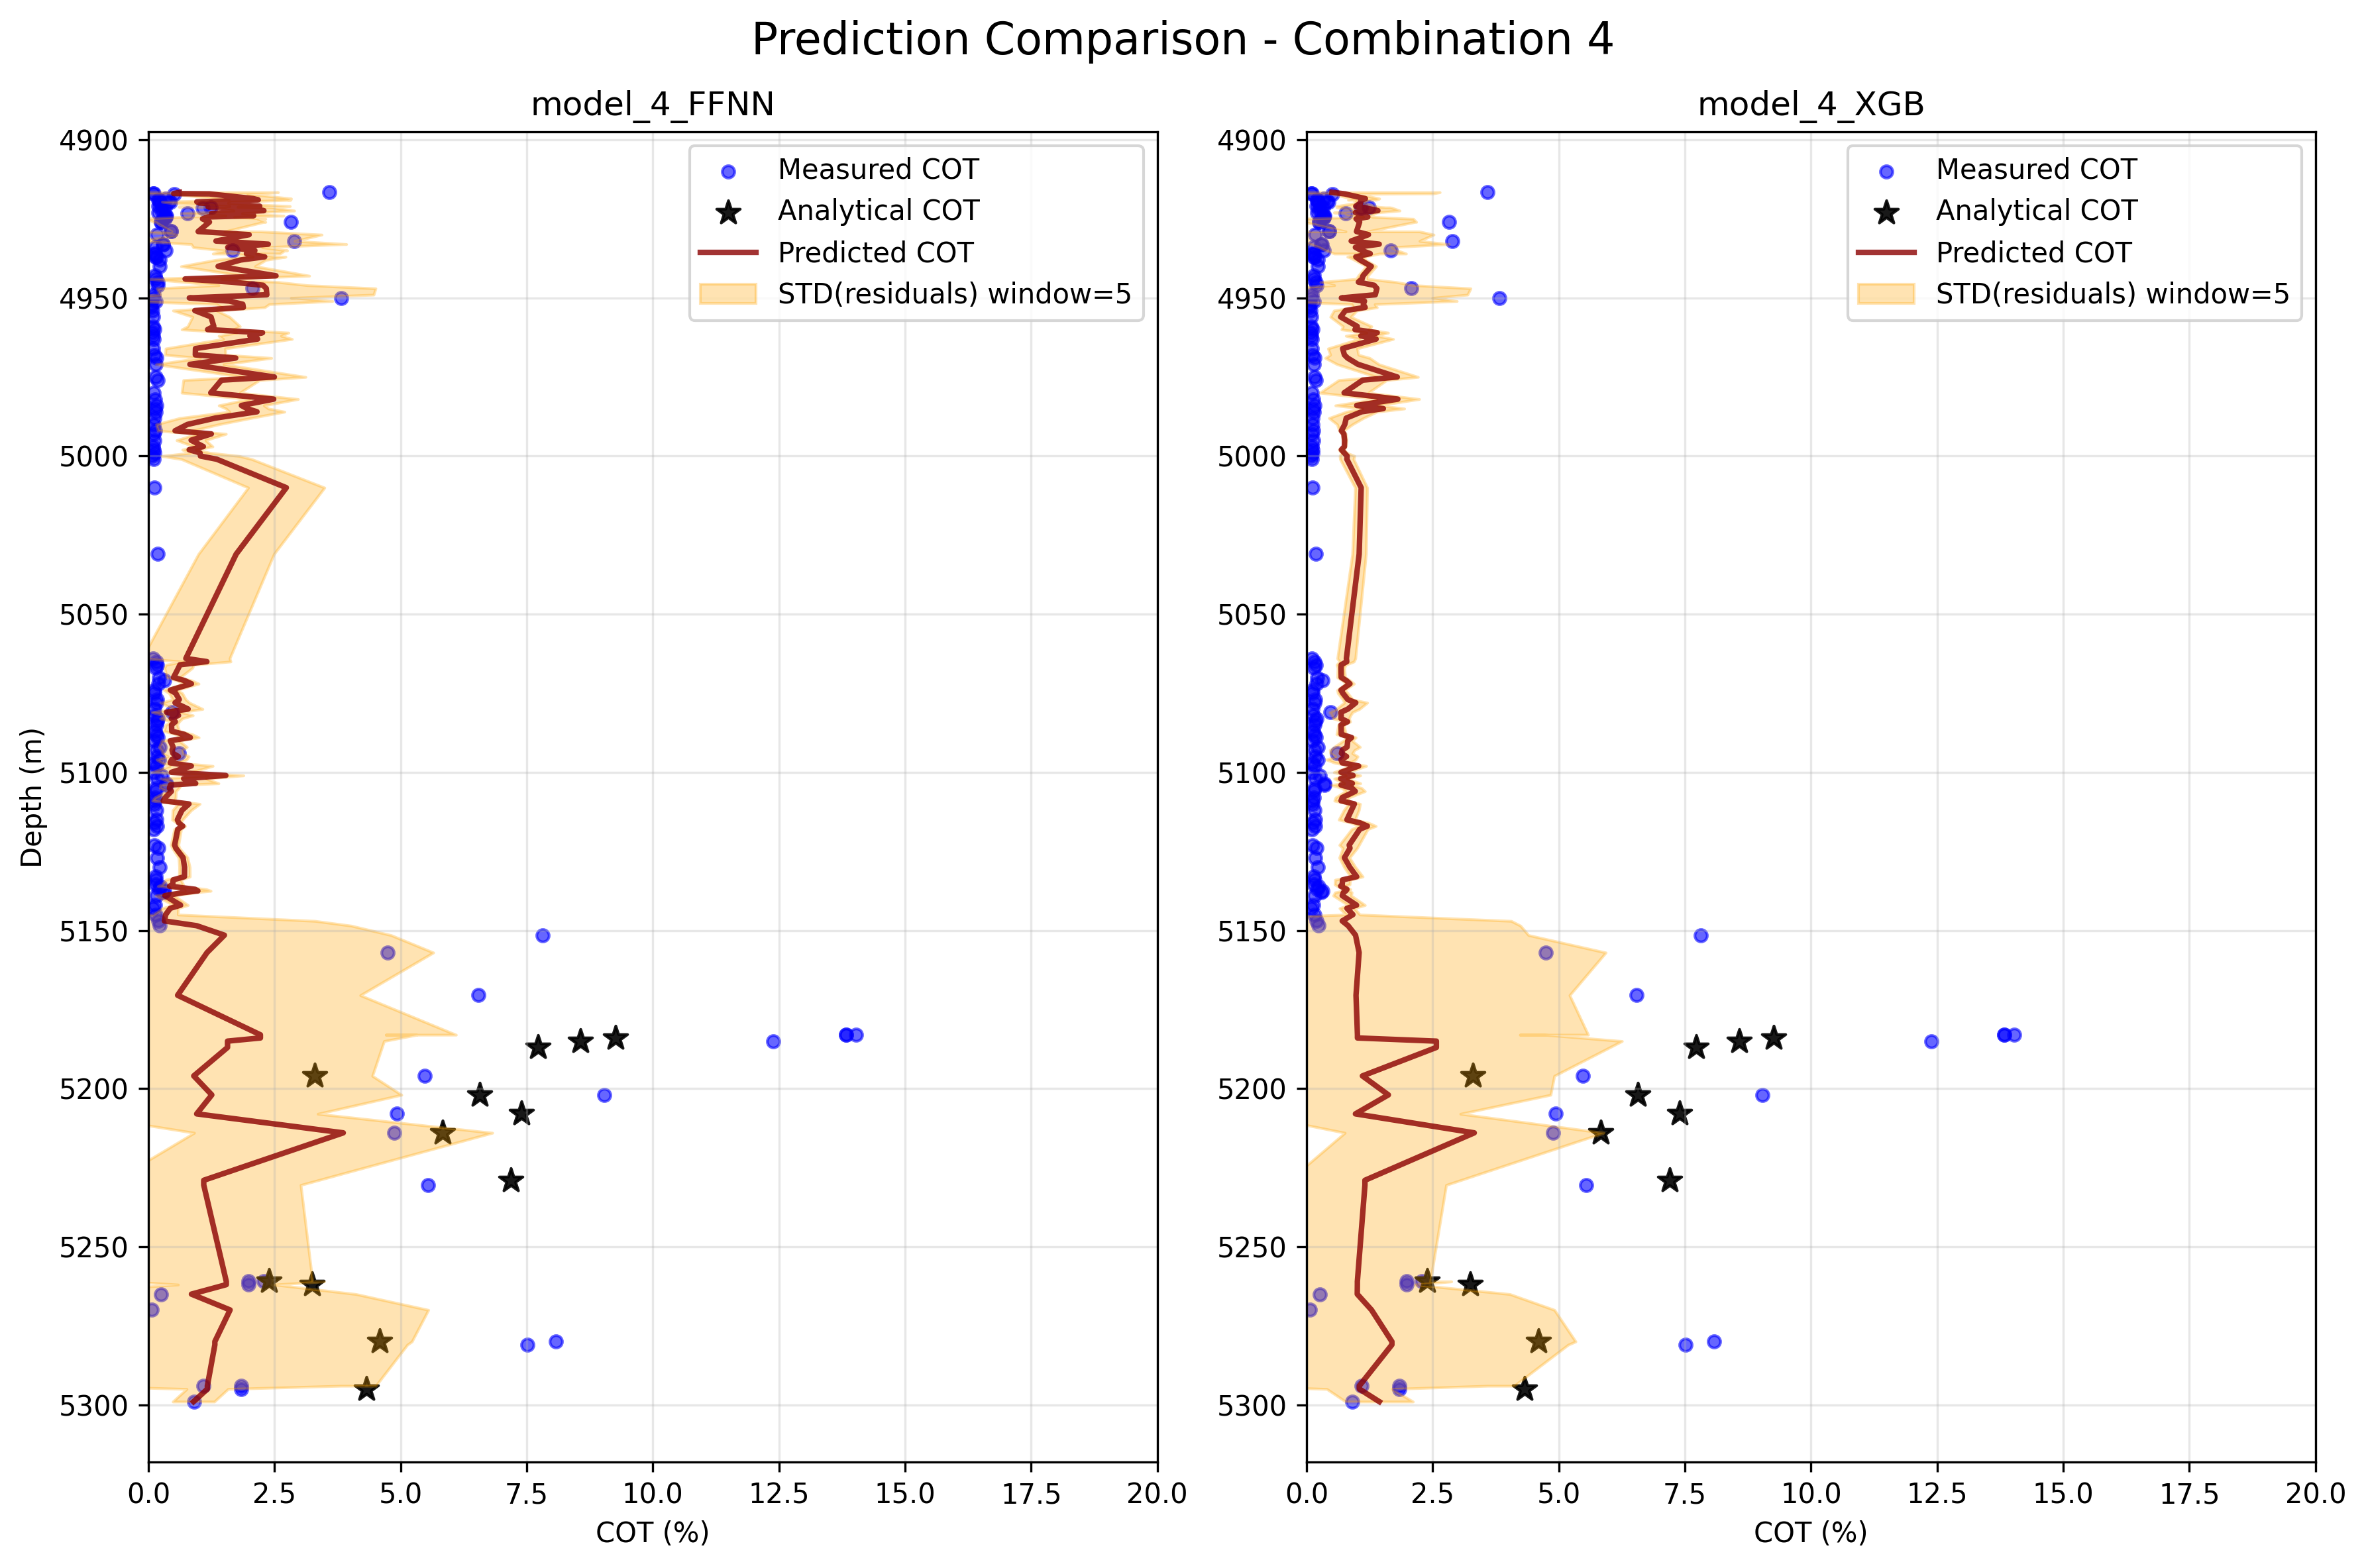 Prediction Comparison - Combination 4
model_4_FFNN
4900
4950
5000
5050
5100
5150
5200
5250
5300
Depth (m)
0.0 2.5 5.0 7.5 10.0 12.5 15.0 17.5 20.0
COT (%)
Measured COT
Analytical COT
Predicted COT
STD(residuals) window=5
model_4_XGB
4900
4950
5000
5050
5100
5150
5200
5250
5300
0.0 2.5 5.0 7.5 10.0 12.5 15.0 17.5 20.0
COT (%)
Measured COT
Analytical COT
Predicted COT
STD(residuals) window=5